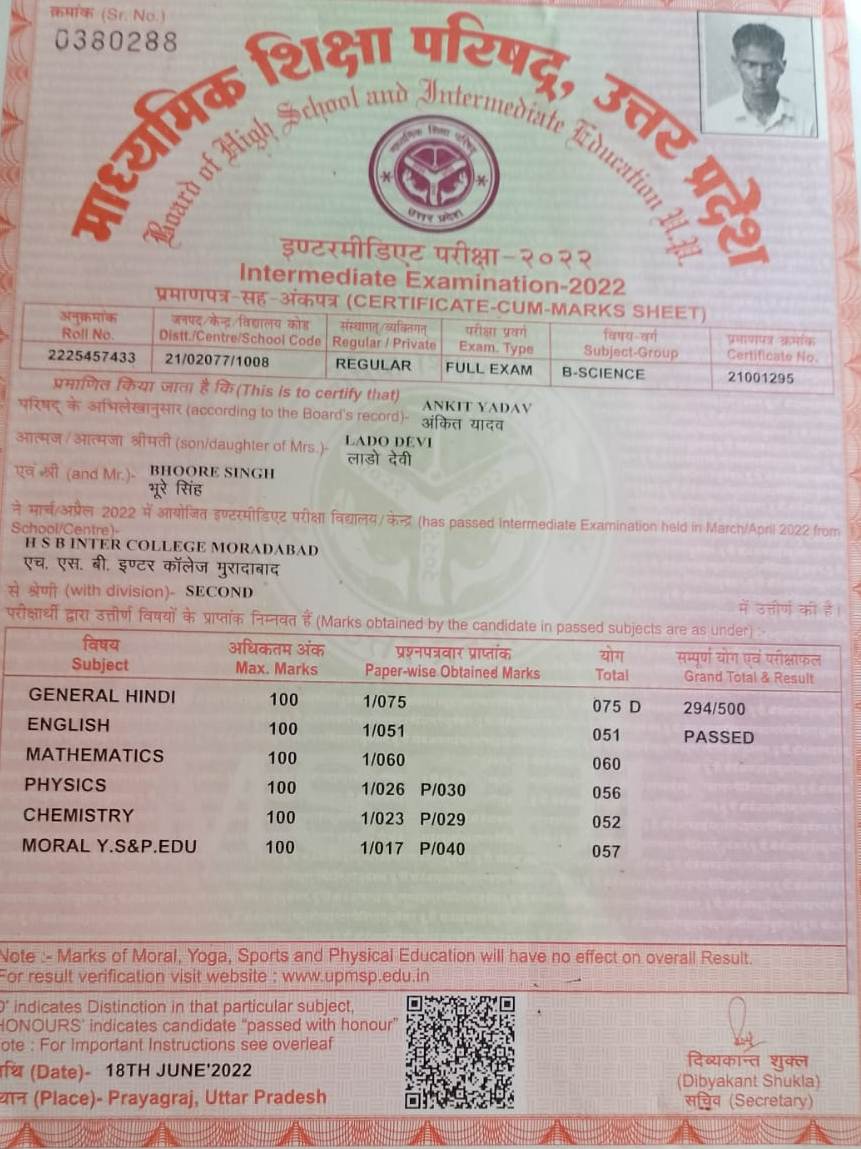 क्रमांक (Sr. No.)
0380288
माध्यमिक शिक्षा परिषद्, उत्तर प्रदेश
Board of High School and Intermediate Education U.P.
माध्यमिक शिक्षा परिषद
उत्तर प्रदेश
इण्टरमीडिएट परीक्षा-२०२२
Intermediate Examination-2022
प्रमाणपत्र-सह-अंकपत्र (CERTIFICATE-CUM-MARKS SHEET)
अनुक्रमांक जनपद/केन्द्र/विद्यालय कोड संस्थागत/व्यक्तिगत परीक्षा प्रवर्ग विषय-वर्ग प्रमाणपत्र क्रमांक
Roll No. Distt./Centre/School Code Regular / Private Exam. Type Subject-Group Certificate No.
2225457433 21/02077/1008 REGULAR FULL EXAM B-SCIENCE 21001295
प्रमाणित किया जाता है कि (This is to certify that)
परिषद् के अभिलेखानुसार (according to the Board's record)- ANKIT YADAV
अंकित यादव
आत्मज/आत्मजा श्रीमती (son/daughter of Mrs.)- LADO DEVI
लाडो देवी
एवं श्री (and Mr.)- BHOORE SINGH
भूरे सिंह
ने मार्च/अप्रैल 2022 में आयोजित इण्टरमीडिएट परीक्षा विद्यालय/केन्द्र (has passed Intermediate Examination held in March/April 2022 from
School/Centre)-
H S B INTER COLLEGE MORADABAD
एच. एस. बी. इण्टर कॉलेज मुरादाबाद
से श्रेणी (with division)- SECOND में उत्तीर्ण की है।
परीक्षार्थी द्वारा उत्तीर्ण विषयों के प्राप्तांक निम्नवत हैं (Marks obtained by the candidate in passed subjects are as under) :-
विषय अधिकतम अंक प्रश्नपत्रवार प्राप्तांक योग सम्पूर्ण योग एवं परीक्षाफल
Subject Max. Marks Paper-wise Obtained Marks Total Grand Total & Result
GENERAL HINDI 100 1/075 075 D 294/500
ENGLISH 100 1/051 051 PASSED
MATHEMATICS 100 1/060 060
PHYSICS 100 1/026 P/030 056
CHEMISTRY 100 1/023 P/029 052
MORAL Y.S&P.EDU 100 1/017 P/040 057
Note :- Marks of Moral, Yoga, Sports and Physical Education will have no effect on overall Result.
For result verification visit website : www.upmsp.edu.in
D' indicates Distinction in that particular subject,
HONOURS' indicates candidate "passed with honour"
ote : For Important Instructions see overleaf
थि (Date)- 18TH JUNE'2022
थान (Place)- Prayagraj, Uttar Pradesh
दिव्यकान्त शुक्ल
(Dibyakant Shukla)
सचिव (Secretary)